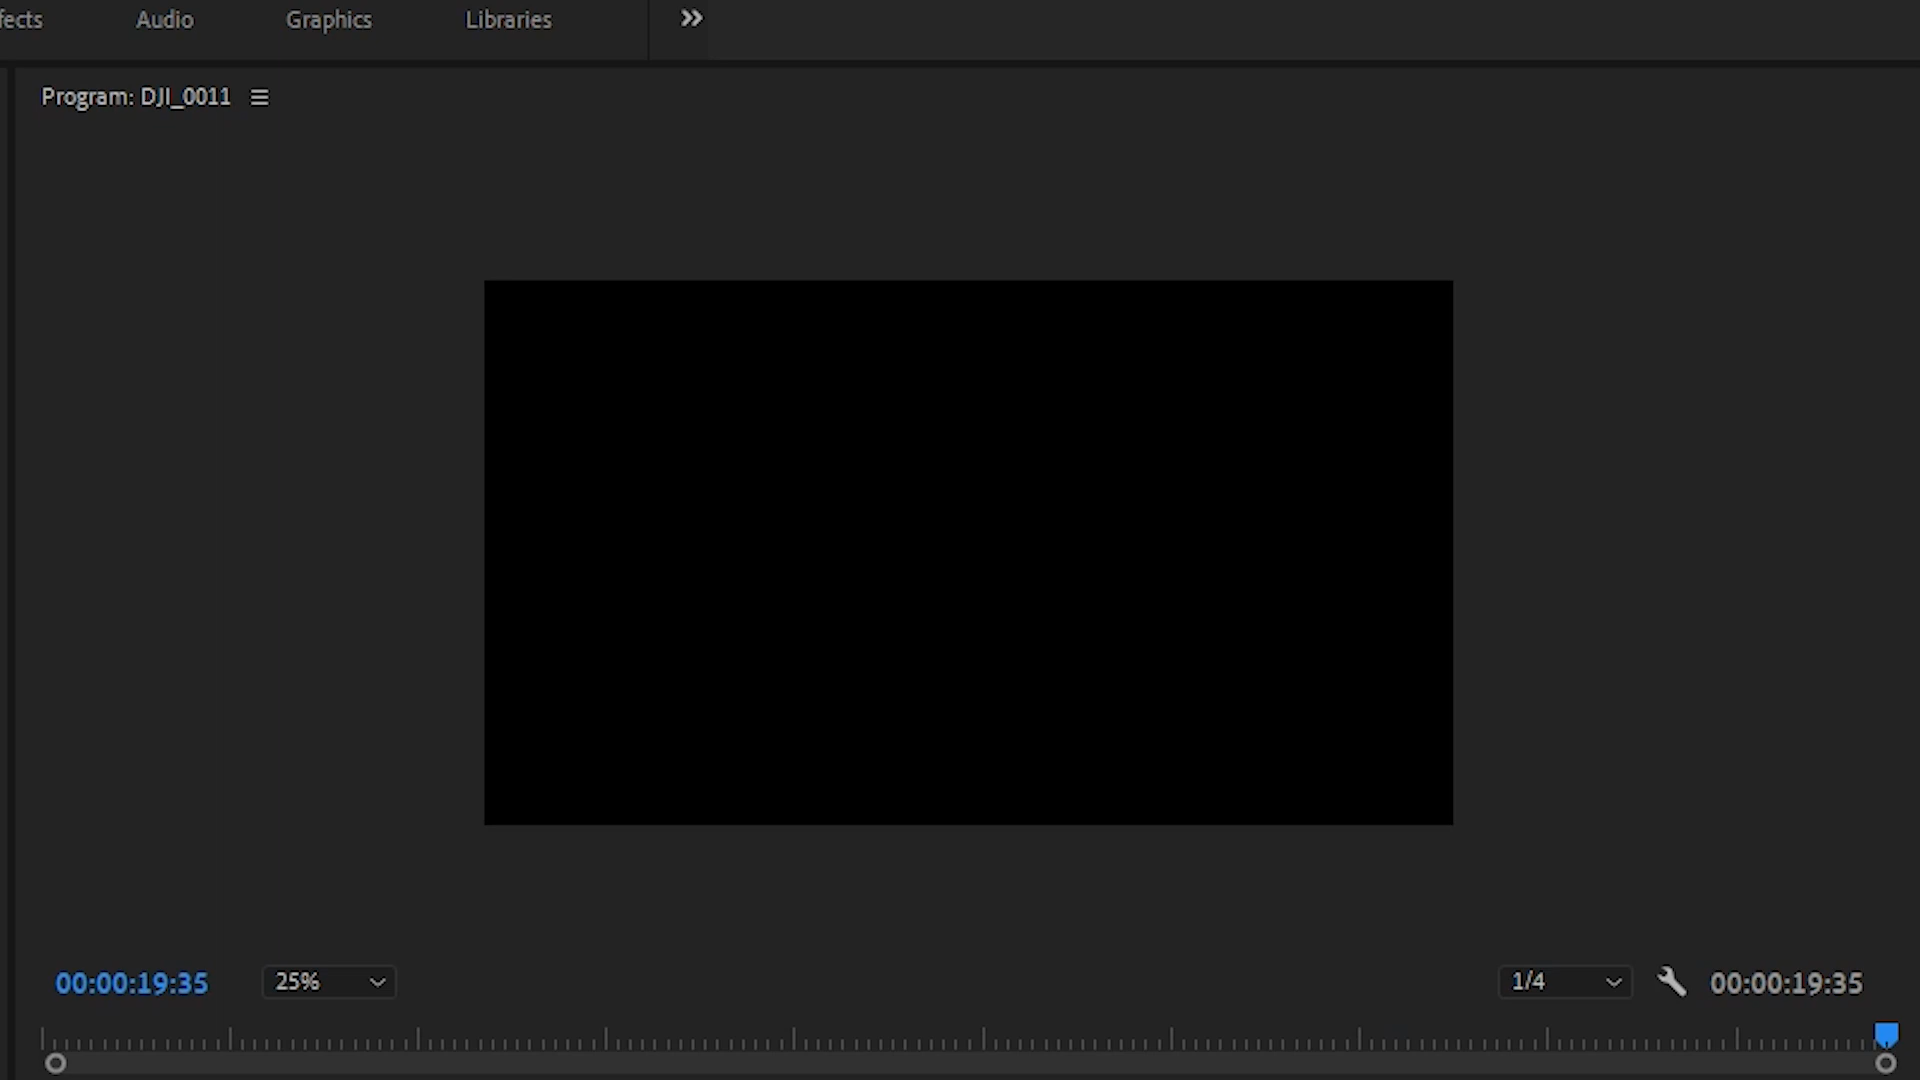 fects Audio Graphics Libraries
Program: DJI_0011
00:00:19:35 25% 1/4 00:00:19:35